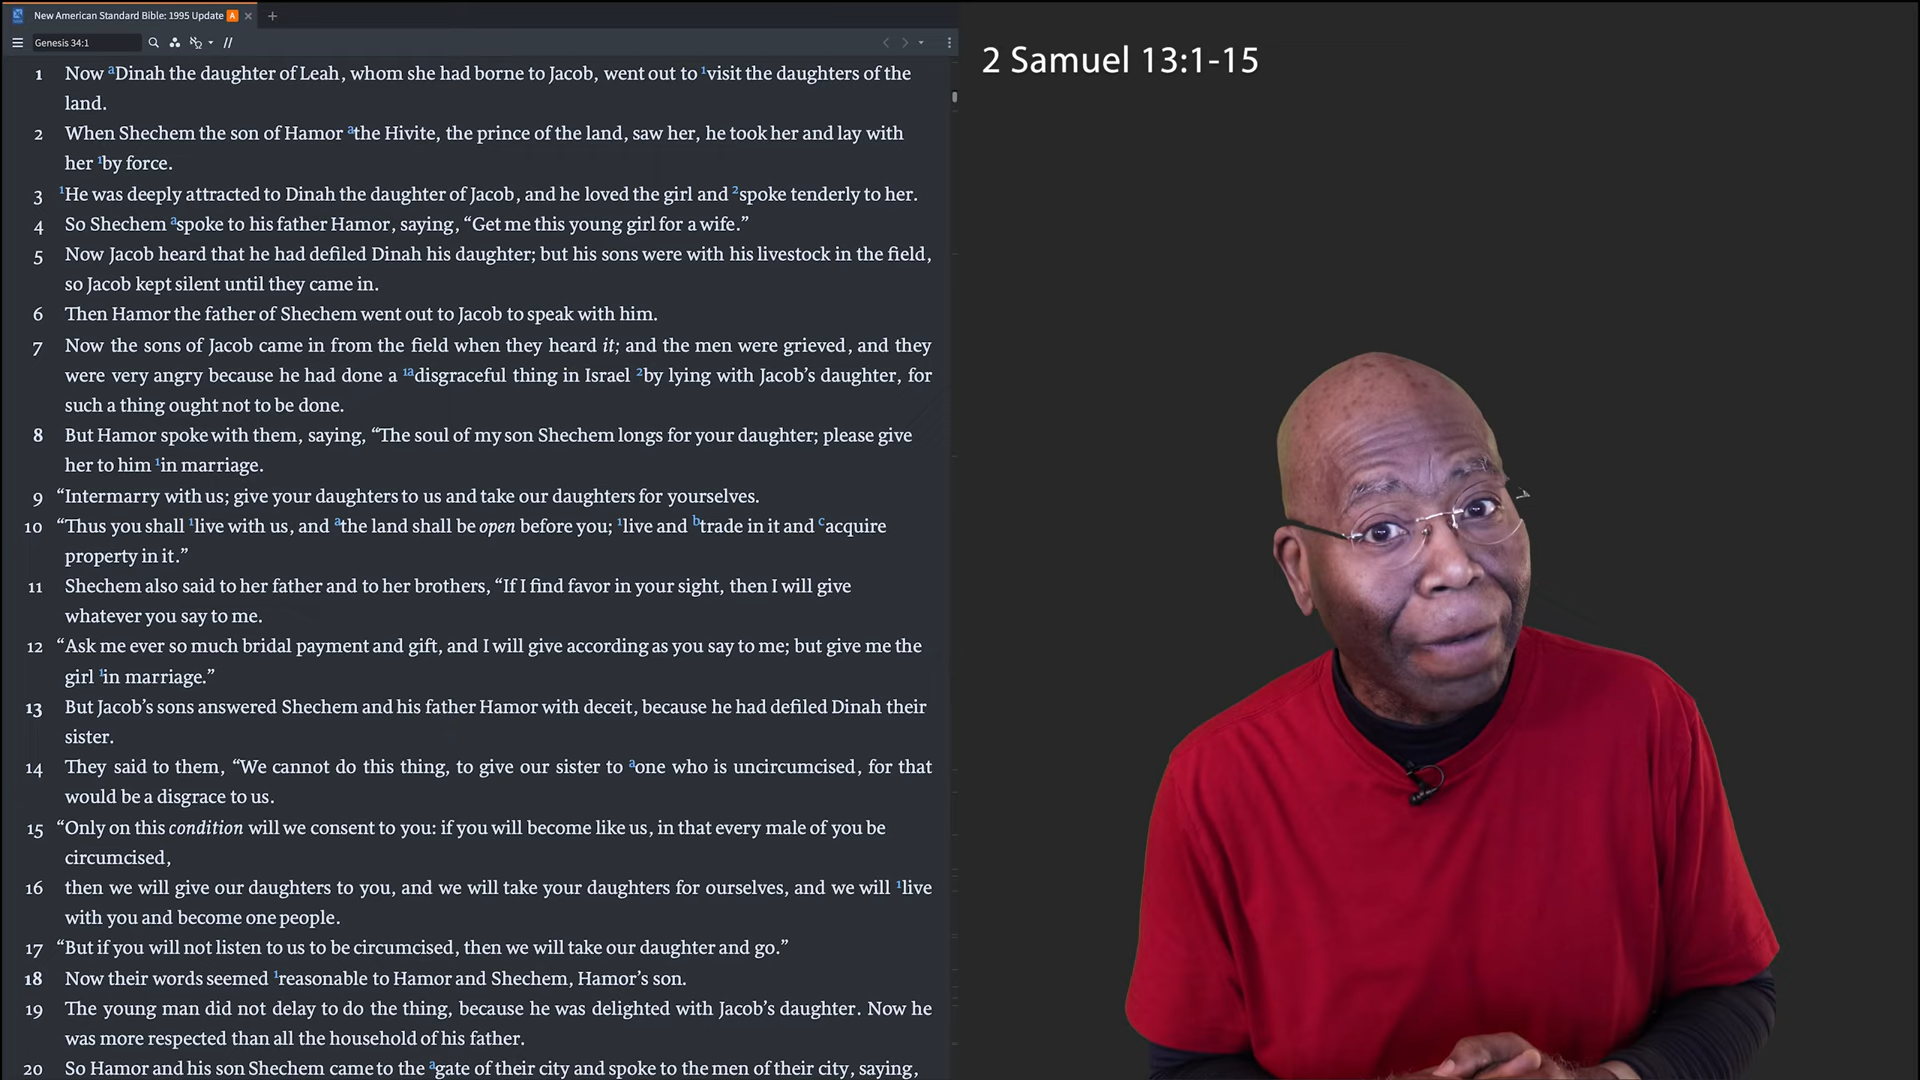 New American Standard Bible: 1995 Update A
Genesis 34:1
2 Samuel 13:1-15
1 Now ᵃDinah the daughter of Leah, whom she had borne to Jacob, went out to ¹visit the daughters of the
land.
2 When Shechem the son of Hamor ᵃthe Hivite, the prince of the land, saw her, he took her and lay with
her ¹by force.
3 ¹He was deeply attracted to Dinah the daughter of Jacob, and he loved the girl and ²spoke tenderly to her.
4 So Shechem ᵃspoke to his father Hamor, saying, “Get me this young girl for a wife.”
5 Now Jacob heard that he had defiled Dinah his daughter; but his sons were with his livestock in the field,
so Jacob kept silent until they came in.
6 Then Hamor the father of Shechem went out to Jacob to speak with him.
7 Now the sons of Jacob came in from the field when they heard it; and the men were grieved, and they
were very angry because he had done a ¹ᵃdisgraceful thing in Israel ²by lying with Jacob’s daughter, for
such a thing ought not to be done.
8 But Hamor spoke with them, saying, “The soul of my son Shechem longs for your daughter; please give
her to him ¹in marriage.
9 “Intermarry with us; give your daughters to us and take our daughters for yourselves.
10 “Thus you shall ¹live with us, and ᵃthe land shall be open before you; ¹live and ᵇtrade in it and ᶜacquire
property in it.”
11 Shechem also said to her father and to her brothers, “If I find favor in your sight, then I will give
whatever you say to me.
12 “Ask me ever so much bridal payment and gift, and I will give according as you say to me; but give me the
girl ¹in marriage.”
13 But Jacob’s sons answered Shechem and his father Hamor with deceit, because he had defiled Dinah their
sister.
14 They said to them, “We cannot do this thing, to give our sister to ᵃone who is uncircumcised, for that
would be a disgrace to us.
15 “Only on this condition will we consent to you: if you will become like us, in that every male of you be
circumcised,
16 then we will give our daughters to you, and we will take your daughters for ourselves, and we will ¹live
with you and become one people.
17 “But if you will not listen to us to be circumcised, then we will take our daughter and go.”
18 Now their words seemed ¹reasonable to Hamor and Shechem, Hamor’s son.
19 The young man did not delay to do the thing, because he was delighted with Jacob’s daughter. Now he
was more respected than all the household of his father.
20 So Hamor and his son Shechem came to the ᵃgate of their city and spoke to the men of their city, saying,